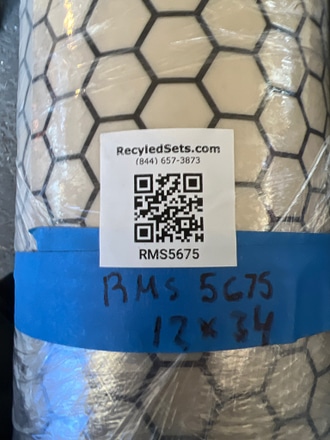 RecyledSets.com
(844) 657-3873
RMS5675
RMS 5675
12 x 34